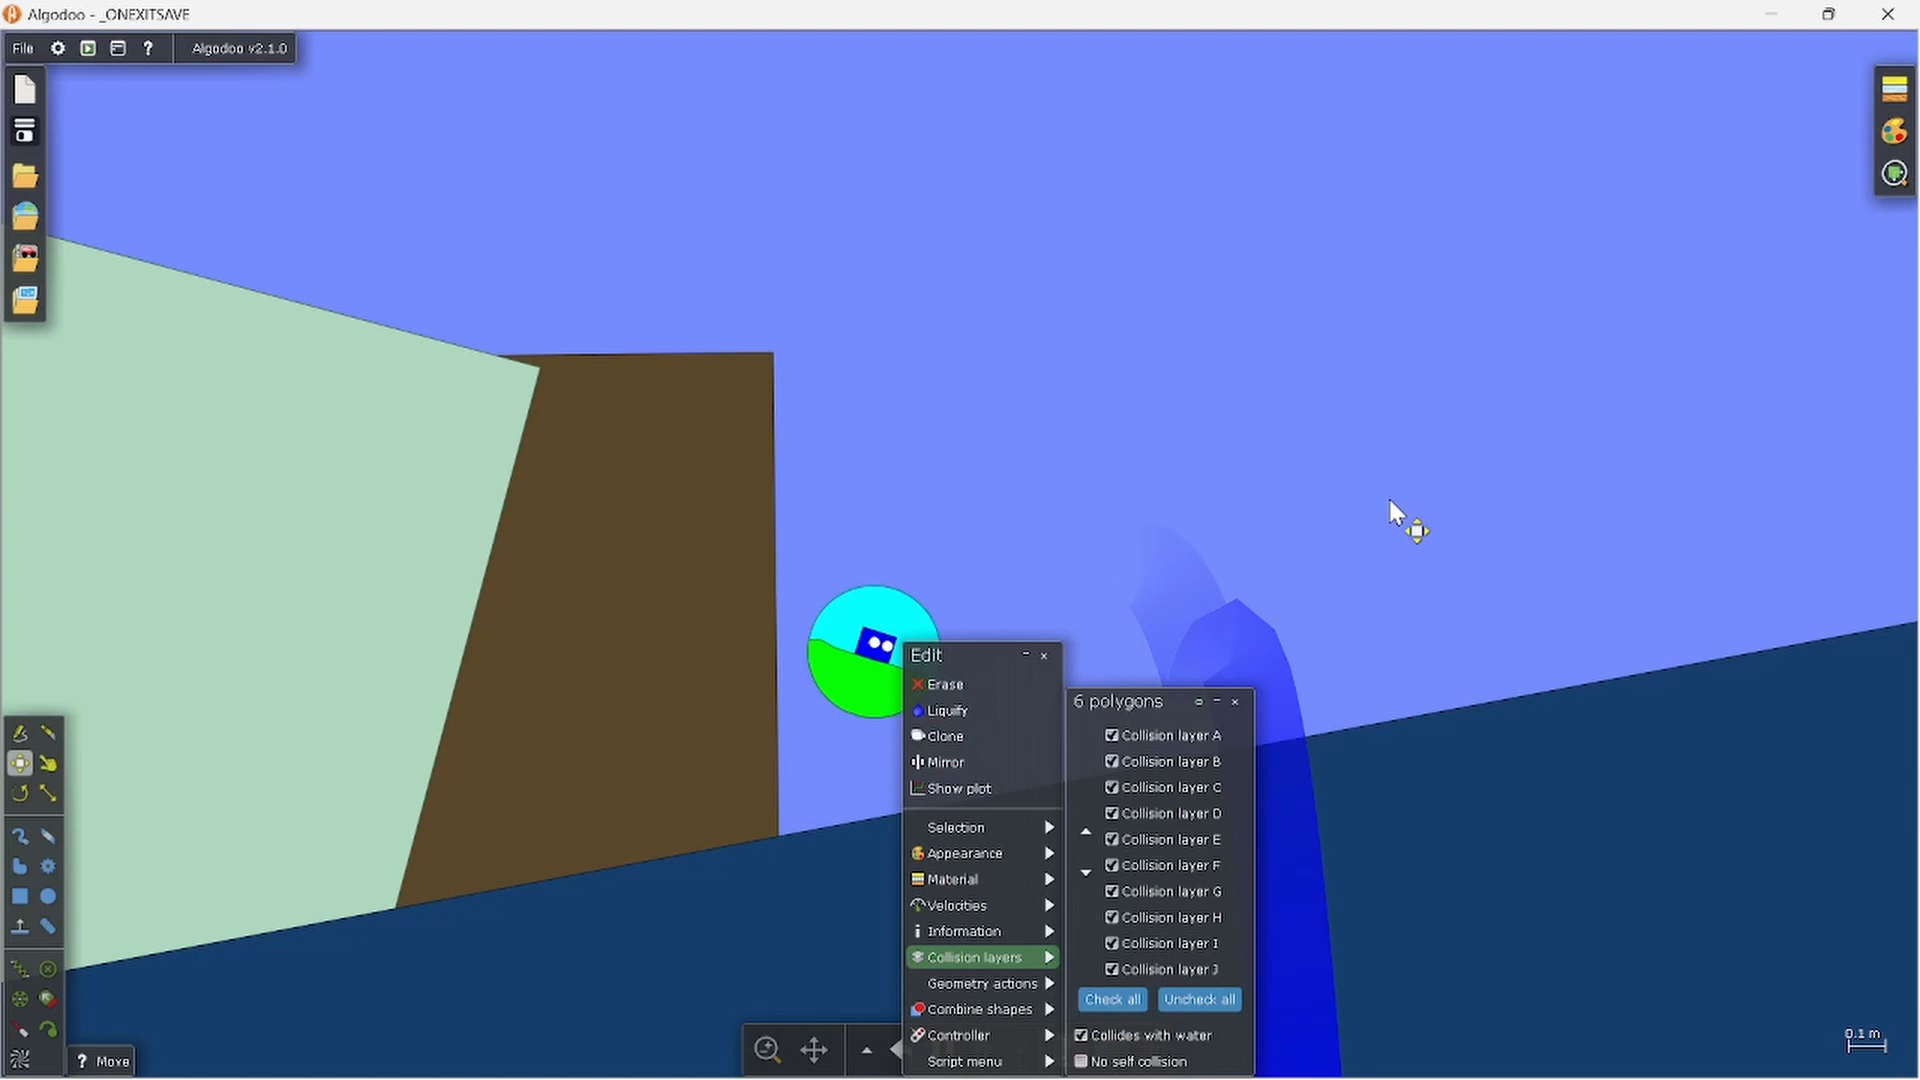 Algodoo - _ONEXITSAVE
File
?
Algodoo v2.1.0
Edit
Erase
Liquify
Clone
Mirror
Show plot
Selection
Appearance
Material
Velocities
Information
Collision layers
Geometry actions
Combine shapes
Controller
Script menu
6 polygons
Collision layer A
Collision layer B
Collision layer C
Collision layer D
Collision layer E
Collision layer F
Collision layer G
Collision layer H
Collision layer I
Collision layer J
Check all
Uncheck all
Collides with water
No self collision
? Move
0.1 m